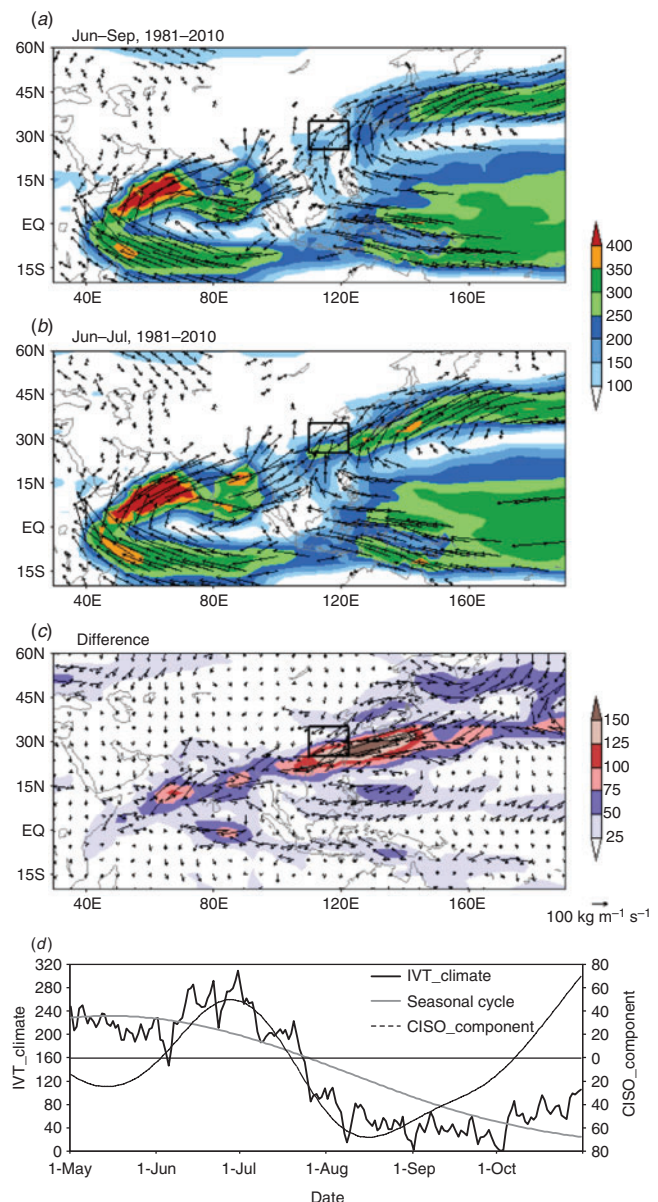 (a)
Jun–Sep, 1981–2010
60N
45N
30N
15N
EQ
15S
40E 80E 120E 160E
400
350
300
250
200
150
100
(b)
Jun–Jul, 1981–2010
60N
45N
30N
15N
EQ
15S
40E 80E 120E 160E
(c)
Difference
60N
45N
30N
15N
EQ
15S
40E 80E 120E 160E
150
125
100
75
50
25
100 kg m⁻¹ s⁻¹
(d)
320
280
240
200
160
120
80
40
0
IVT_climate
IVT_climate
Seasonal cycle
CISO_component
80
60
40
20
0
20
40
60
80
CISO_component
1-May 1-Jun 1-Jul 1-Aug 1-Sep 1-Oct
Date